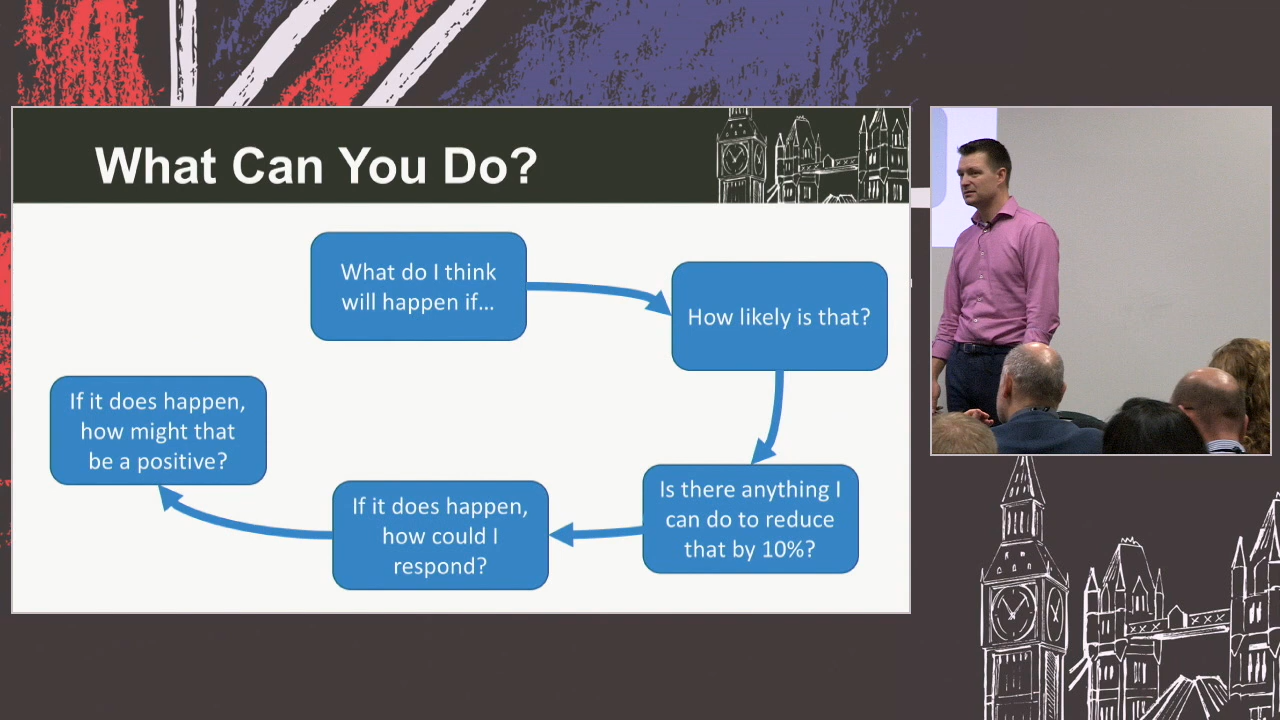 What Can You Do?
What do I think
will happen if...
How likely is that?
Is there anything I
can do to reduce
that by 10%?
If it does happen,
how could I
respond?
If it does happen,
how might that
be a positive?